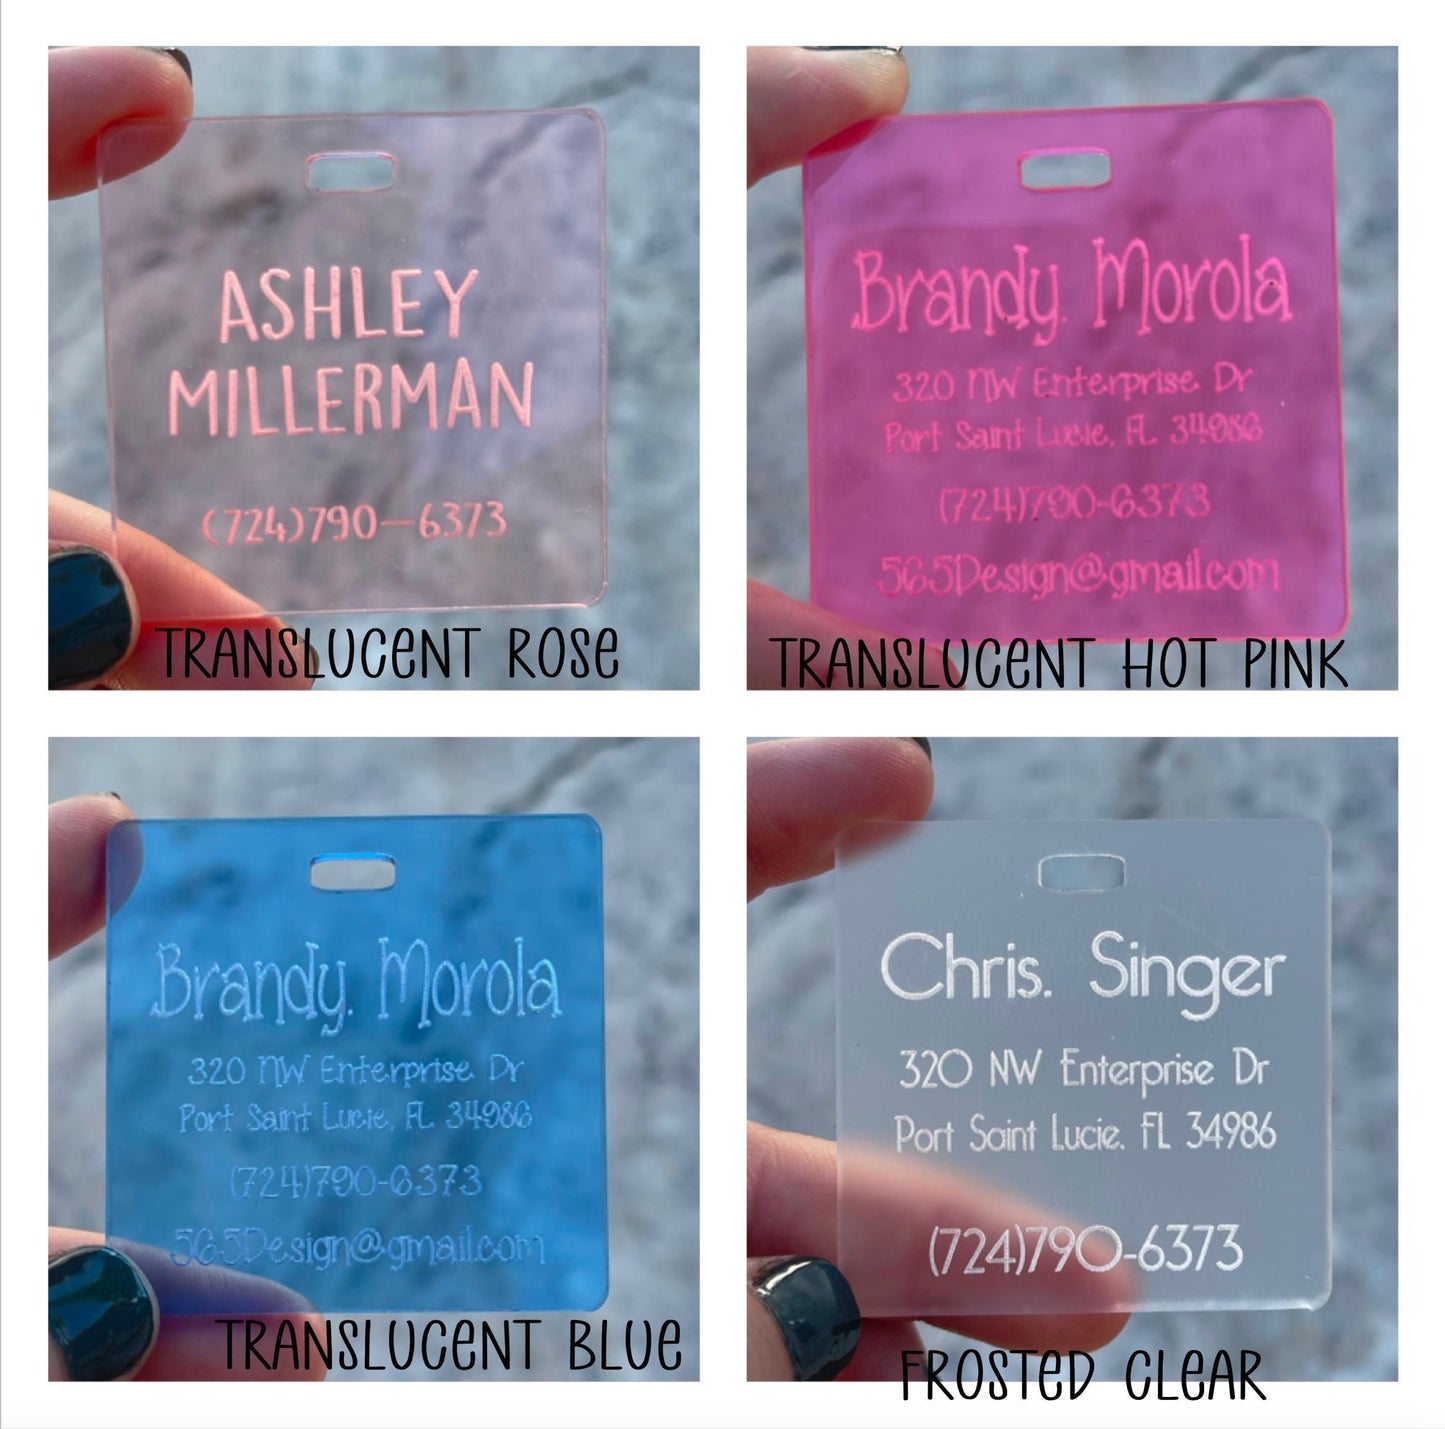 ASHLEY
MILLERMAN
(724)790-6373
TRANSLUCENT ROSE
Brandy. Morola
320 NW Enterprise Dr
Port Saint Lucie, FL 34986
(724)790-6373
565Design@gmail.com
TRANSLUCENT HOT PINK
Brandy. Morola
320 NW Enterprise Dr
Port Saint Lucie, FL 34986
(724)790-6373
565Design@gmail.com
TRANSLUCENT BLUE
Chris. Singer
320 NW Enterprise Dr
Port Saint Lucie. FL 34986
(724)790-6373
FROSTED CLEAR